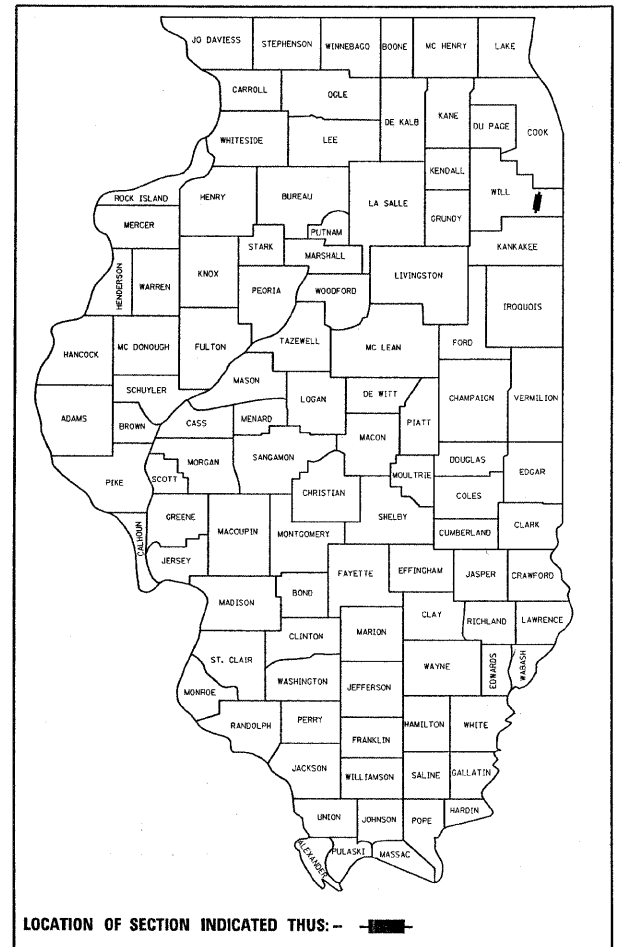 JO DAVIESS
STEPHENSON
WINNEBAGO
BOONE
MC HENRY
LAKE
CARROLL
OGLE
DE KALB
KANE
DU PAGE
COOK
WHITESIDE
LEE
KENDALL
WILL
ROCK ISLAND
HENRY
BUREAU
LA SALLE
GRUNDY
MERCER
PUTNAM
KANKAKEE
STARK
MARSHALL
HENDERSON
WARREN
KNOX
PEORIA
WOODFORD
LIVINGSTON
IROQUOIS
HANCOCK
MC DONOUGH
FULTON
TAZEWELL
MC LEAN
FORD
SCHUYLER
MASON
LOGAN
DE WITT
CHAMPAIGN
VERMILION
ADAMS
BROWN
CASS
MENARD
PIATT
MACON
PIKE
SCOTT
MORGAN
SANGAMON
CHRISTIAN
MOULTRIE
DOUGLAS
EDGAR
COLES
GREENE
CALHOUN
MACOUPIN
MONTGOMERY
SHELBY
CUMBERLAND
CLARK
JERSEY
FAYETTE
EFFINGHAM
JASPER
CRAWFORD
MADISON
BOND
CLAY
RICHLAND
LAWRENCE
CLINTON
MARION
ST. CLAIR
WAYNE
EDWARDS
WABASH
WASHINGTON
JEFFERSON
MONROE
RANDOLPH
PERRY
HAMILTON
WHITE
FRANKLIN
JACKSON
WILLIAMSON
SALINE
GALLATIN
UNION
JOHNSON
POPE
HARDIN
ALEXANDER
PULASKI
MASSAC
LOCATION OF SECTION INDICATED THUS: -